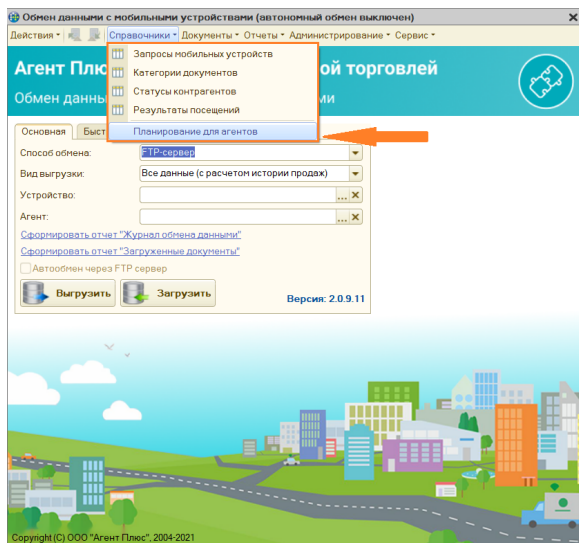 Обмен данными с мобильными устройствами (автономный обмен выключен)
Действия Справочники Документы Отчеты Администрирование Сервис
Запросы мобильных устройств
Категории документов
Статусы контрагентов
Результаты посещений
Планирование для агентов
Агент Плю ой торговлей
Обмен данны ми
Основная Быст
Способ обмена: FTP-сервер
Вид выгрузки: Все данные (с расчетом истории продаж)
Устройство: ... ×
Агент: ... ×
Сформировать отчет "Журнал обмена данными"
Сформировать отчет "Загруженные документы"
Автообмен через FTP сервер
Выгрузить Загрузить Версия: 2.0.9.11
Copyright (C) ООО "Агент Плюс", 2004-2021